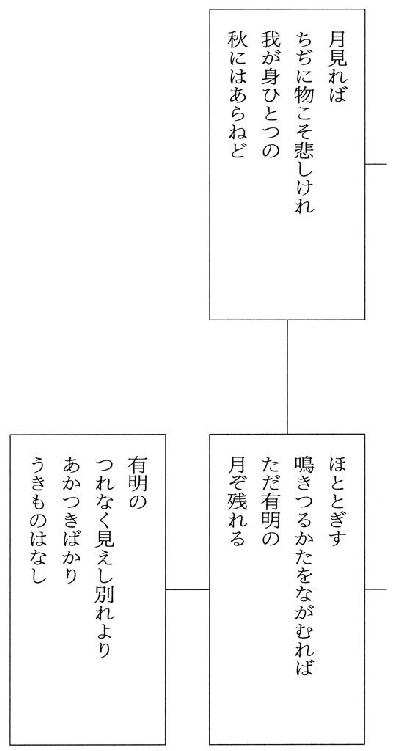 月見れば
ちぢに物こそ悲しけれ
我が身ひとつの
秋にはあらねど
ほととぎす
鳴きつるかたをながむれば
ただ有明の
月ぞ残れる
有明の
つれなく見えし別れより
あかつきばかり
うきものはなし